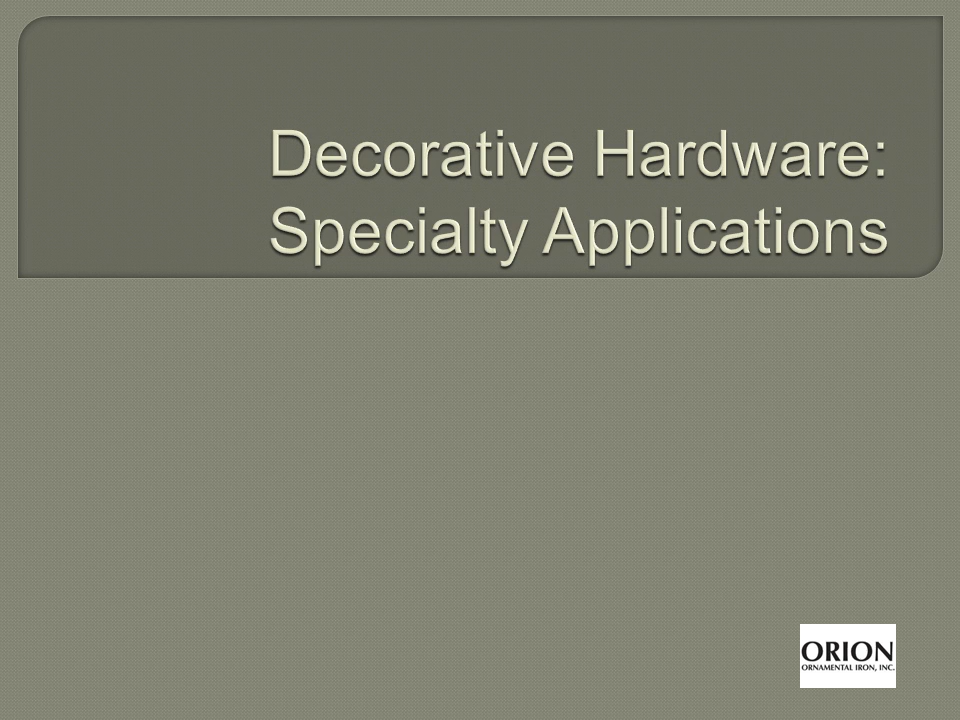 Decorative Hardware:
Specialty Applications
ORION
ORNAMENTAL IRON, INC.